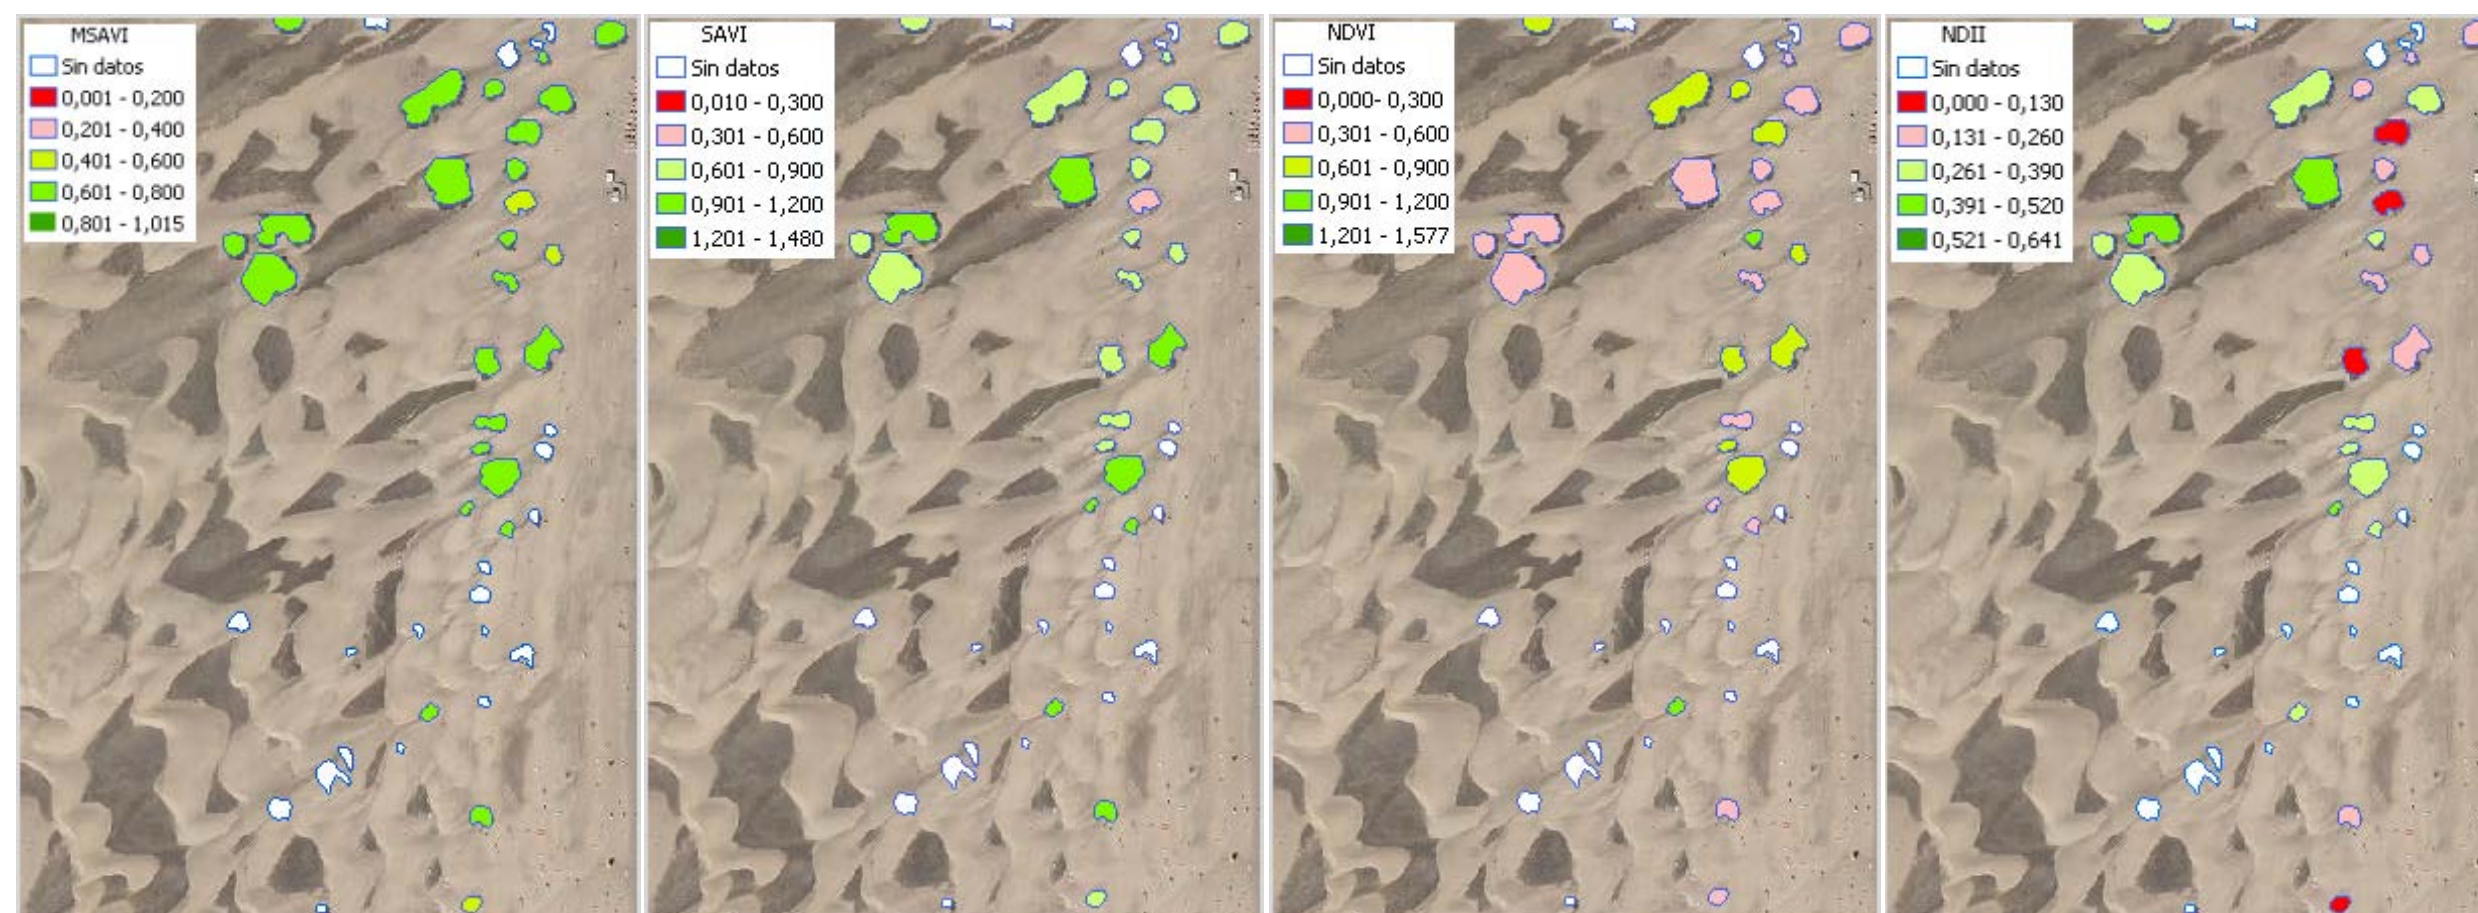 MSAVI
Sin datos
0,001 - 0,200
0,201 - 0,400
0,401 - 0,600
0,601 - 0,800
0,801 - 1,015
SAVI
Sin datos
0,010 - 0,300
0,301 - 0,600
0,601 - 0,900
0,901 - 1,200
1,201 - 1,480
NDVI
Sin datos
0,000- 0,300
0,301 - 0,600
0,601 - 0,900
0,901 - 1,200
1,201 - 1,577
NDII
Sin datos
0,000 - 0,130
0,131 - 0,260
0,261 - 0,390
0,391 - 0,520
0,521 - 0,641